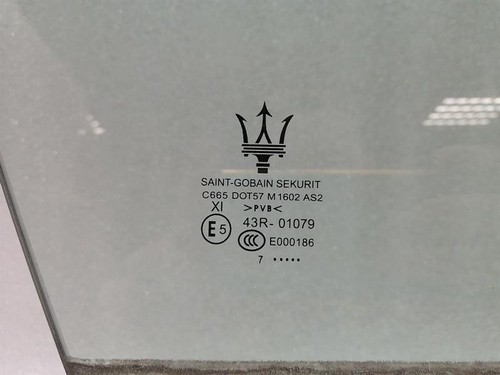 SAINT-GOBAIN SEKURIT
C665 DOT57 M1602 AS2
XI >PVB<
E5 43R-01079
CCC E000186
7 .....